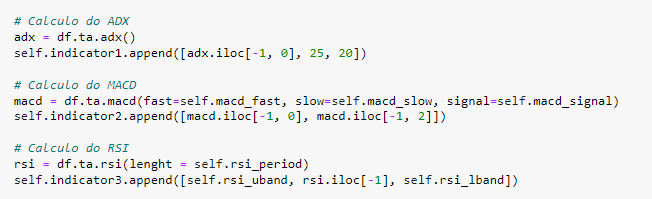 # Calculo do ADX
adx = df.ta.adx()
self.indicator1.append([adx.iloc[-1, 0], 25, 20])
# Calculo do MACD
macd = df.ta.macd(fast=self.macd_fast, slow=self.macd_slow, signal=self.macd_signal)
self.indicator2.append([macd.iloc[-1, 0], macd.iloc[-1, 2]])
# Calculo do RSI
rsi = df.ta.rsi(lenght = self.rsi_period)
self.indicator3.append([self.rsi_uband, rsi.iloc[-1], self.rsi_lband])